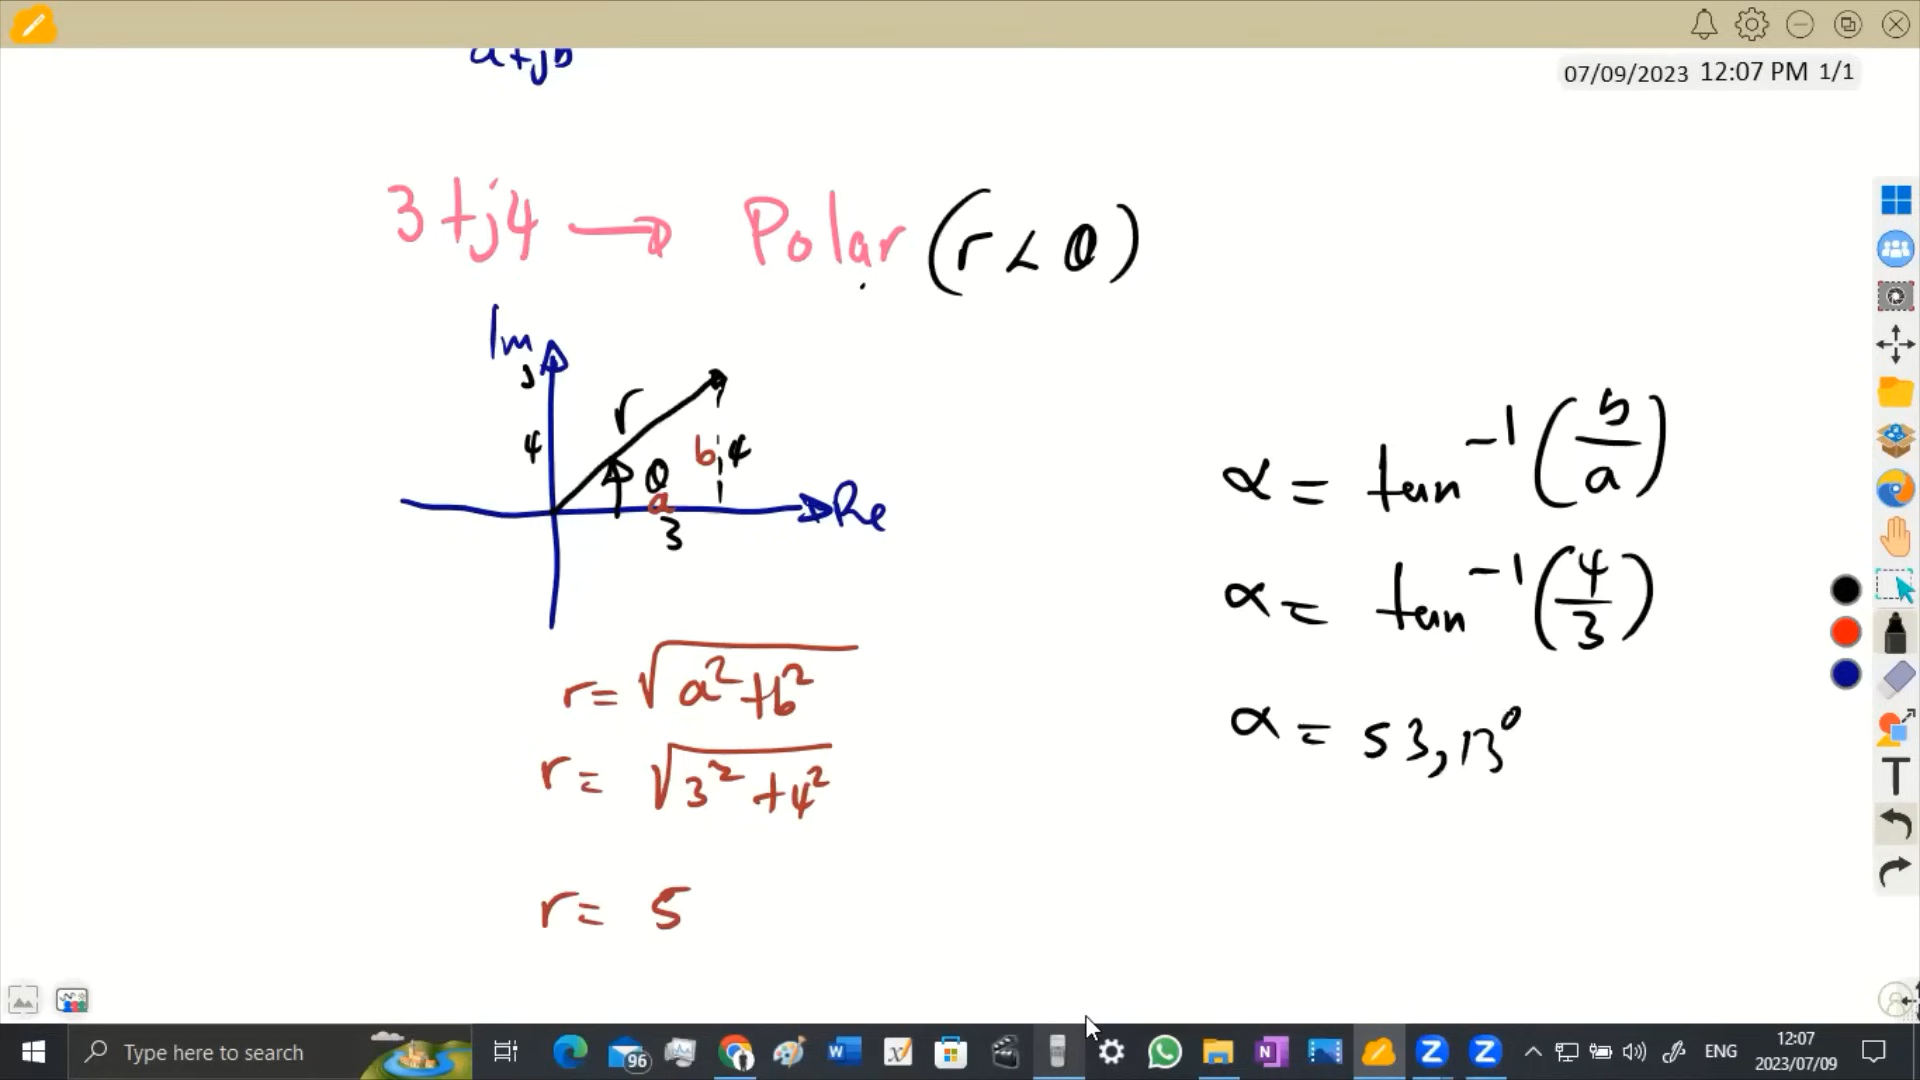 a+jb
07/09/2023 12:07 PM 1/1
3+j4 → Polar (r∠θ)
Im
j
r
4
b 4
θ
a
Re
3
α = tan⁻¹(b/a)
α = tan⁻¹(4/3)
α = 53,13°
r = √a²+b²
r = √3²+4²
r = 5
T
Type here to search
96
ENG
12:07
2023/07/09